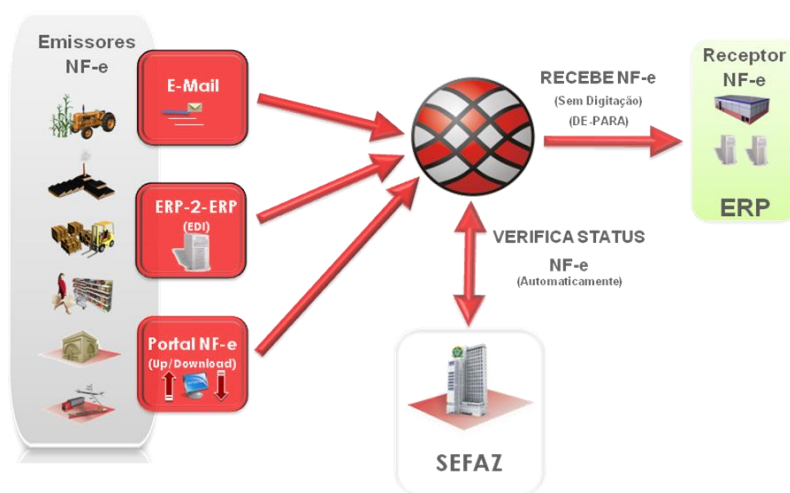 Emissores
NF-e
E-Mail
ERP-2-ERP
(EDI)
Portal NF-e
(Up/Download)
RECEBE NF-e
(Sem Digitação)
(DE-PARA)
VERIFICA STATUS
NF-e
(Automaticamente)
SEFAZ
Receptor
NF-e
ERP